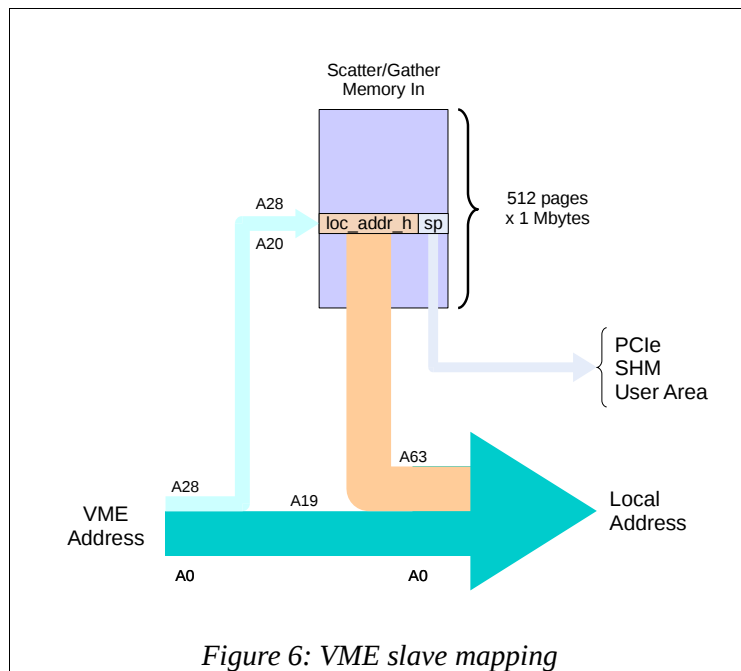 Scatter/Gather
Memory In
A28
A20
loc_addr_h
sp
512 pages
x 1 Mbytes
PCIe
SHM
User Area
A63
A28
A19
VME
Address
Local
Address
A0
A0
Figure 6: VME slave mapping